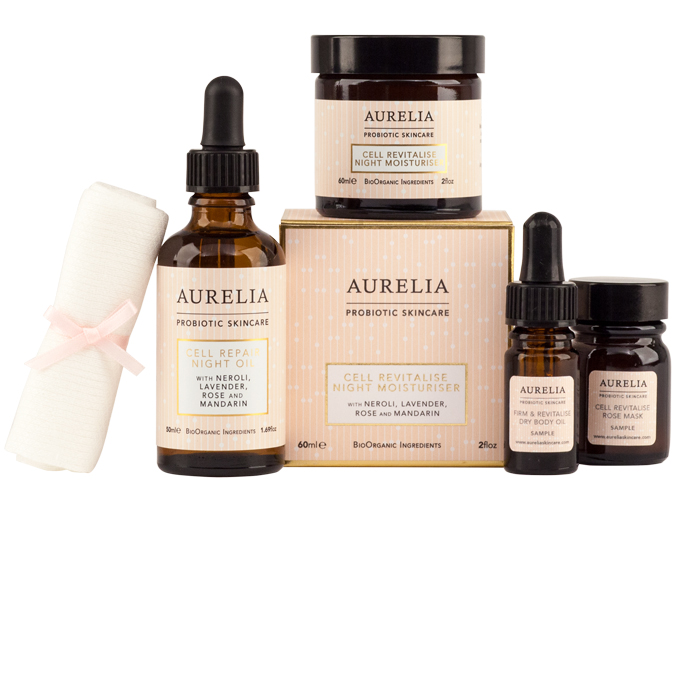 AURELIA
PROBIOTIC SKINCARE
CELL REVITALISE
NIGHT MOISTURISER
60ml℮ BIOORGANIC INGREDIENTS 2floz
AURELIA
PROBIOTIC SKINCARE
CELL REPAIR
NIGHT OIL
WITH NEROLI,
LAVENDER,
ROSE AND
MANDARIN
50ml℮ BIOORGANIC INGREDIENTS 1.69floz
AURELIA
PROBIOTIC SKINCARE
CELL REVITALISE
NIGHT MOISTURISER
WITH NEROLI, LAVENDER,
ROSE AND MANDARIN
60ml℮ BIOORGANIC INGREDIENTS 2floz
AURELIA
PROBIOTIC SKINCARE
FIRM & REVITALISE
DRY BODY OIL
SAMPLE
www.aureliaskincare.com
AURELIA
PROBIOTIC SKINCARE
CELL REVITALISE
ROSE MASK
SAMPLE
www.aureliaskincare.com